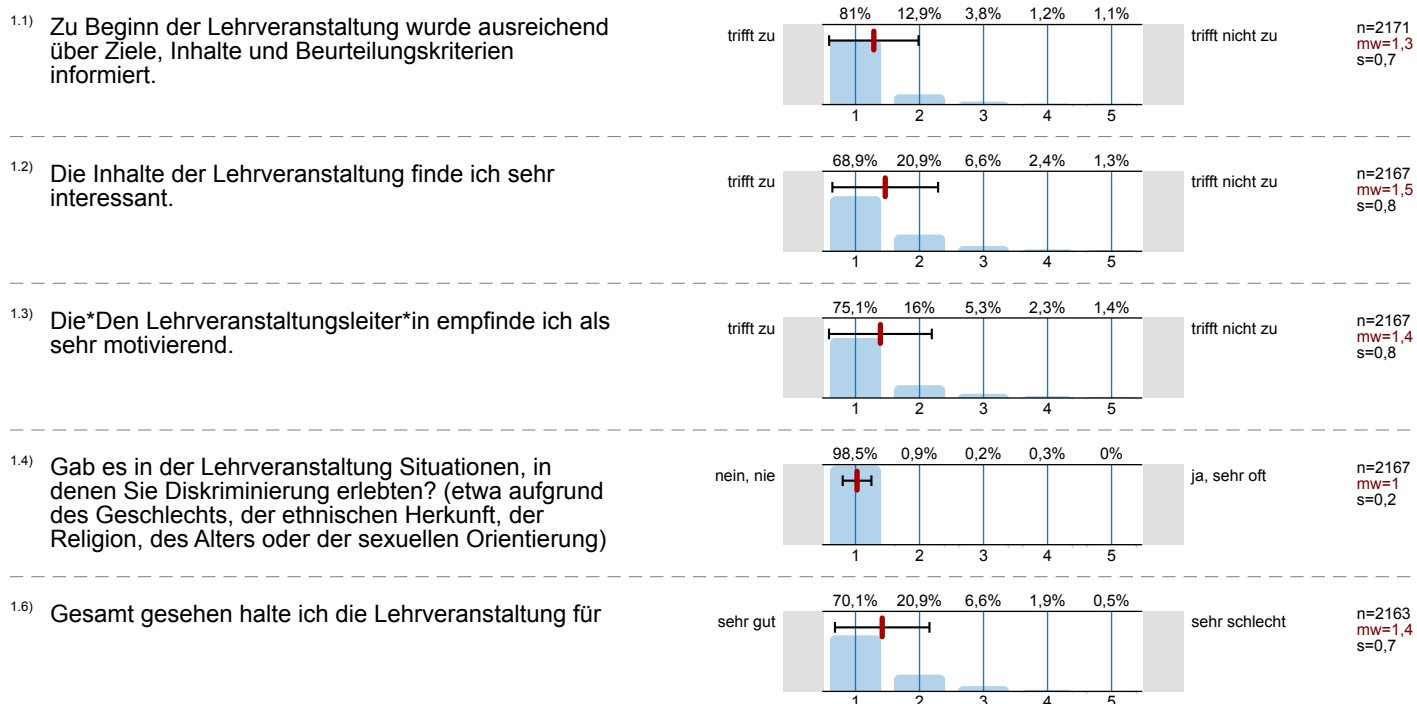 1.1) Zu Beginn der Lehrveranstaltung wurde ausreichend
über Ziele, Inhalte und Beurteilungskriterien
informiert.
trifft zu
81% 12,9% 3,8% 1,2% 1,1%
1 2 3 4 5
trifft nicht zu
n=2171
mw=1,3
s=0,7
1.2) Die Inhalte der Lehrveranstaltung finde ich sehr
interessant.
trifft zu
68,9% 20,9% 6,6% 2,4% 1,3%
1 2 3 4 5
trifft nicht zu
n=2167
mw=1,5
s=0,8
1.3) Die*Den Lehrveranstaltungsleiter*in empfinde ich als
sehr motivierend.
trifft zu
75,1% 16% 5,3% 2,3% 1,4%
1 2 3 4 5
trifft nicht zu
n=2167
mw=1,4
s=0,8
1.4) Gab es in der Lehrveranstaltung Situationen, in
denen Sie Diskriminierung erlebten? (etwa aufgrund
des Geschlechts, der ethnischen Herkunft, der
Religion, des Alters oder der sexuellen Orientierung)
nein, nie
98,5% 0,9% 0,2% 0,3% 0%
1 2 3 4 5
ja, sehr oft
n=2167
mw=1
s=0,2
1.6) Gesamt gesehen halte ich die Lehrveranstaltung für
sehr gut
70,1% 20,9% 6,6% 1,9% 0,5%
1 2 3 4 5
sehr schlecht
n=2163
mw=1,4
s=0,7